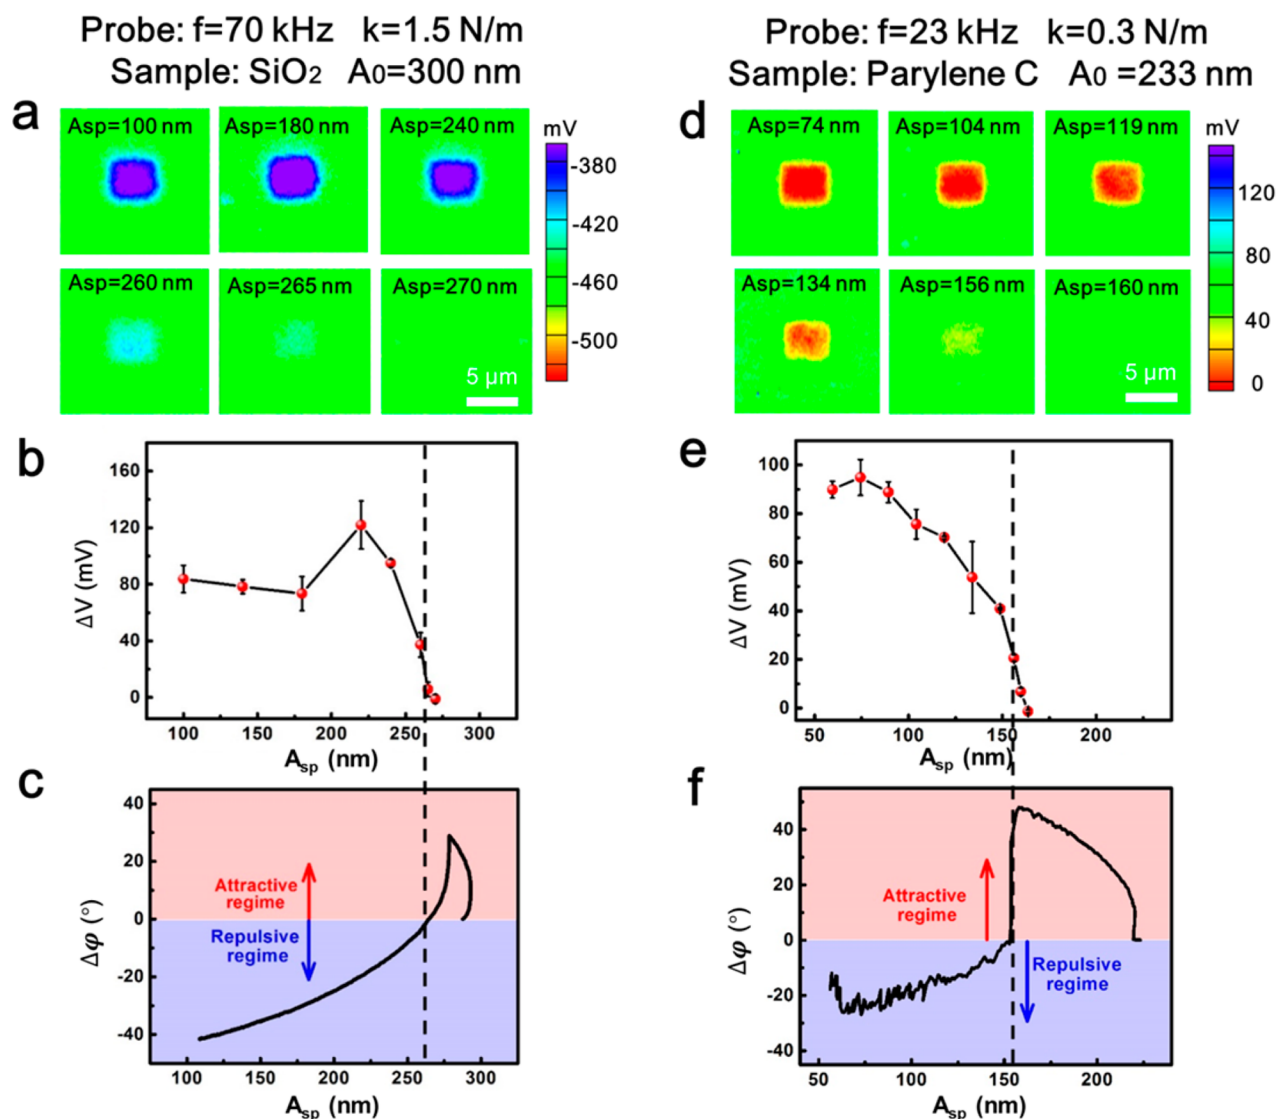 Probe: f=70 kHz k=1.5 N/m
Sample: SiO₂ A₀=300 nm
a
Asp=100 nm
Asp=180 nm
Asp=240 nm
mV
-380
-420
-460
-500
Asp=260 nm
Asp=265 nm
Asp=270 nm
5 μm
b
160
120
80
40
0
ΔV (mV)
100
150
200
250
300
Asp (nm)
c
40
20
0
-20
-40
Δφ (°)
Attractive
regime
Repulsive
regime
100
150
200
250
300
Asp (nm)
Probe: f=23 kHz k=0.3 N/m
Sample: Parylene C A₀ =233 nm
d
Asp=74 nm
Asp=104 nm
Asp=119 nm
mV
120
80
40
0
Asp=134 nm
Asp=156 nm
Asp=160 nm
5 μm
e
100
80
60
40
20
0
ΔV (mV)
50
100
150
200
Asp (nm)
f
40
20
0
-20
-40
Δφ (°)
Attractive
regime
Repulsive
regime
50
100
150
200
Asp (nm)